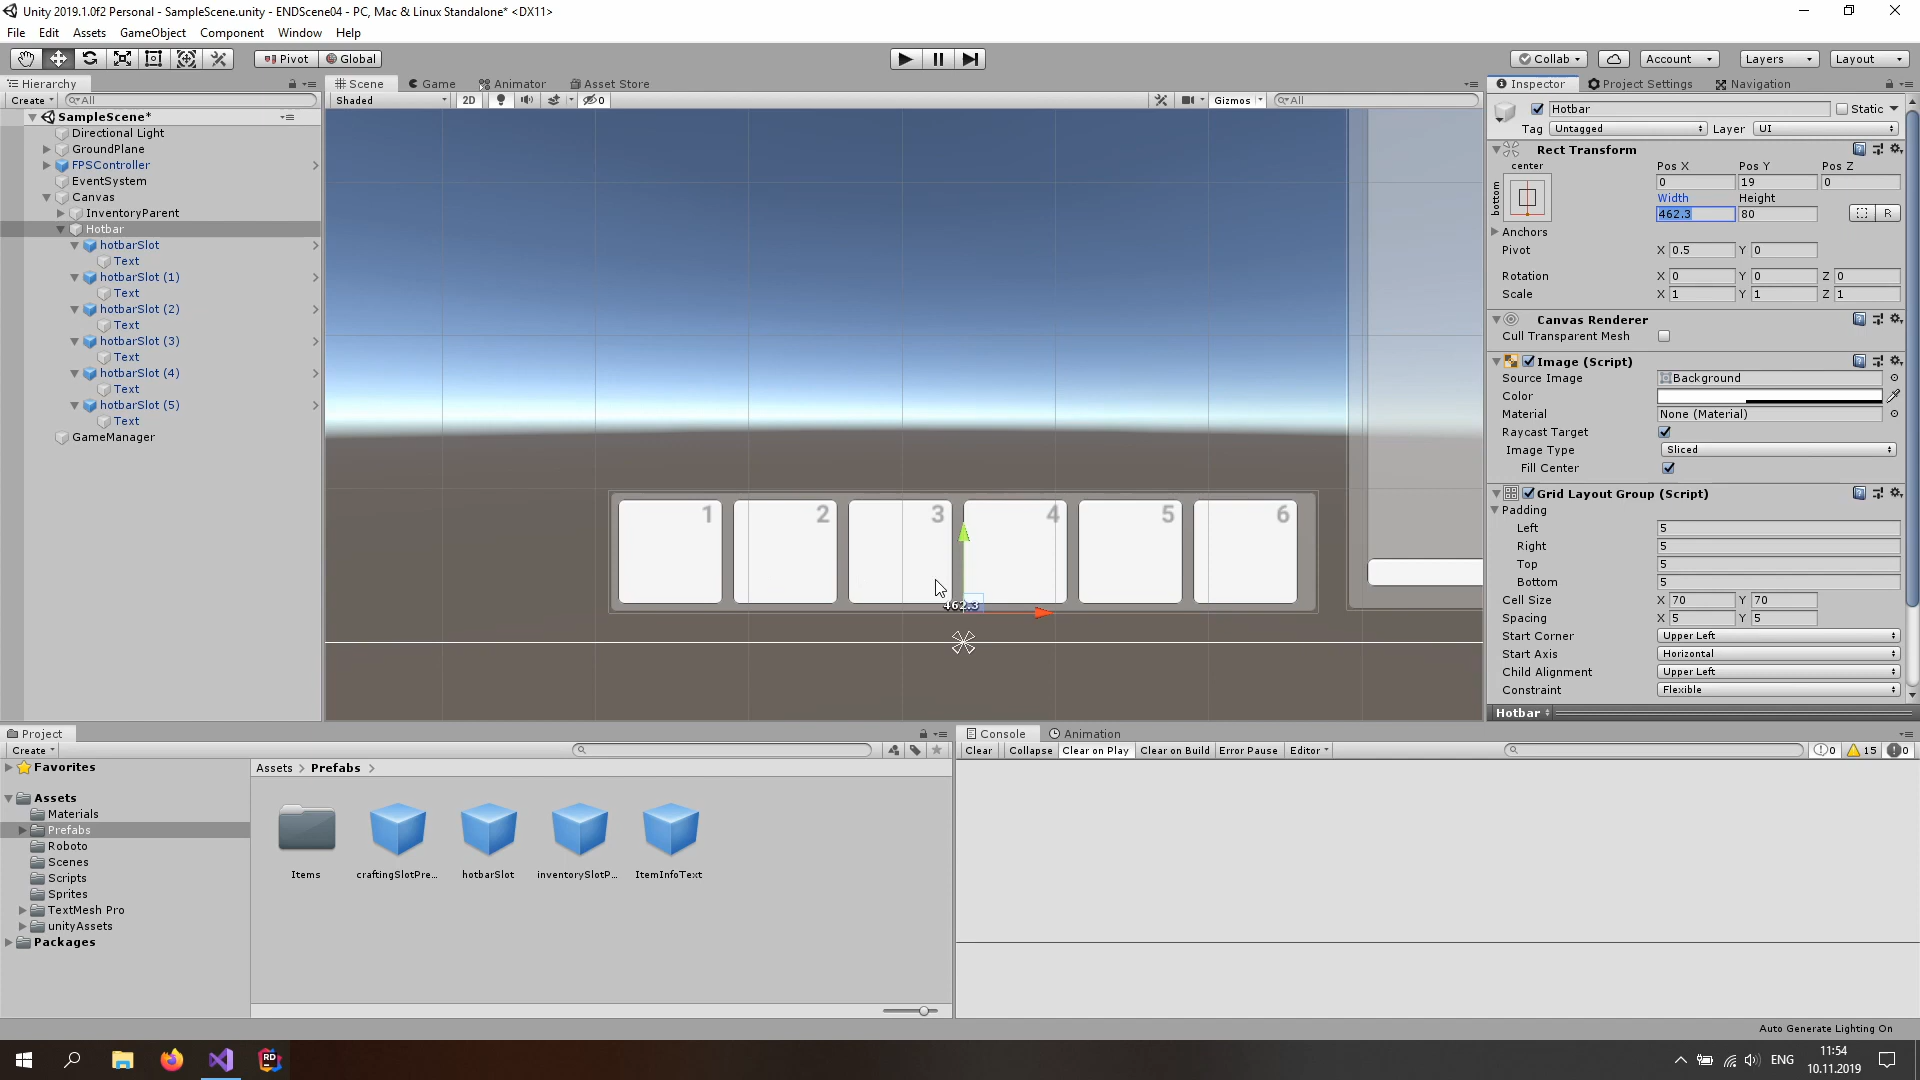 Unity 2019.1.0f2 Personal - SampleScene.unity - ENDScene04 - PC, Mac & Linux Standalone* <DX11>
File Edit Assets GameObject Component Window Help
Pivot Global Collab Account Layers Layout
Hierarchy
Create All
SampleScene*
Directional Light
GroundPlane
FPSController
EventSystem
Canvas
InventoryParent
Hotbar
hotbarSlot
Text
hotbarSlot (1)
Text
hotbarSlot (2)
Text
hotbarSlot (3)
Text
hotbarSlot (4)
Text
hotbarSlot (5)
Text
GameManager
Scene Game Animator Asset Store
Shaded 2D 0 Gizmos All
1 2 3 4 5 6
462.3
Inspector Project Settings Navigation
Hotbar Static
Tag Untagged Layer UI
Rect Transform
center Pos X Pos Y Pos Z
bottom 0 19 0
Width Height
462.3 80 R
Anchors
Pivot X 0.5 Y 0
Rotation X 0 Y 0 Z 0
Scale X 1 Y 1 Z 1
Canvas Renderer
Cull Transparent Mesh
Image (Script)
Source Image Background
Color
Material None (Material)
Raycast Target
Image Type Sliced
Fill Center
Grid Layout Group (Script)
Padding
Left 5
Right 5
Top 5
Bottom 5
Cell Size X 70 Y 70
Spacing X 5 Y 5
Start Corner Upper Left
Start Axis Horizontal
Child Alignment Upper Left
Constraint Flexible
Hotbar
Project
Create
Favorites
Assets
Materials
Prefabs
Roboto
Scenes
Scripts
Sprites
TextMesh Pro
unityAssets
Packages
Assets > Prefabs >
Items craftingSlotPre... hotbarSlot inventorySlotP... ItemInfoText
Console Animation
Clear Collapse Clear on Play Clear on Build Error Pause Editor 0 15 0
Auto Generate Lighting On
RD
ENG
11:54
10.11.2019